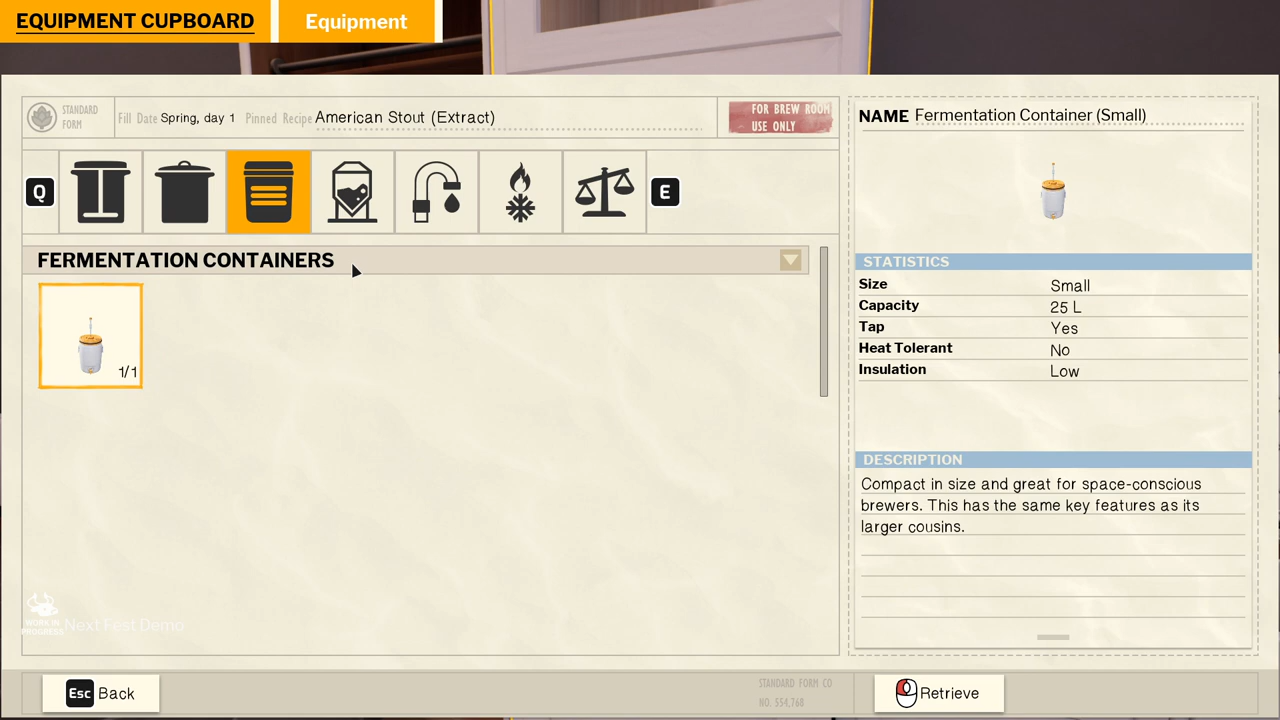 EQUIPMENT CUPBOARD
Equipment
STANDARD
FORM
Fill Date Spring, day 1 Pinned Recipe American Stout (Extract)
FOR BREW ROOM
USE ONLY
Q
E
FERMENTATION CONTAINERS
1/1
NAME Fermentation Container (Small)
STATISTICS
Size Small
Capacity 25 L
Tap Yes
Heat Tolerant No
Insulation Low
DESCRIPTION
Compact in size and great for space-conscious
brewers. This has the same key features as its
larger cousins.
WORK IN
PROGRESS
Next Fest Demo
Esc Back
STANDARD FORM CO
NO. 554,768
Retrieve